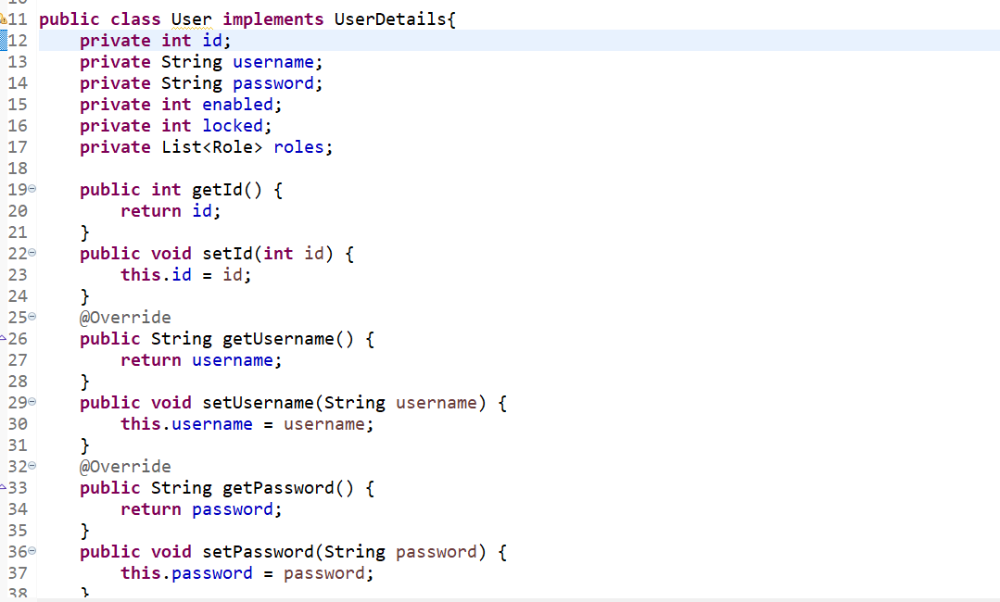 11 public class User implements UserDetails{
12 private int id;
13 private String username;
14 private String password;
15 private int enabled;
16 private int locked;
17 private List<Role> roles;
18
19 public int getId() {
20 return id;
21 }
22 public void setId(int id) {
23 this.id = id;
24 }
25 @Override
26 public String getUsername() {
27 return username;
28 }
29 public void setUsername(String username) {
30 this.username = username;
31 }
32 @Override
33 public String getPassword() {
34 return password;
35 }
36 public void setPassword(String password) {
37 this.password = password;
38 }